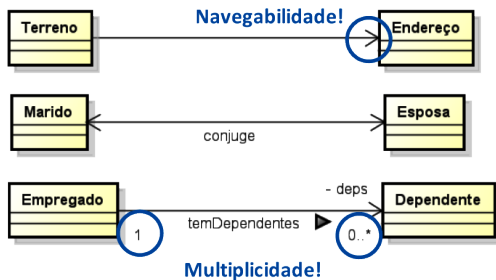 Navegabilidade!
Terreno
Endereço
Marido
Esposa
conjuge
Empregado
- deps
Dependente
temDependentes
1
0..*
Multiplicidade!